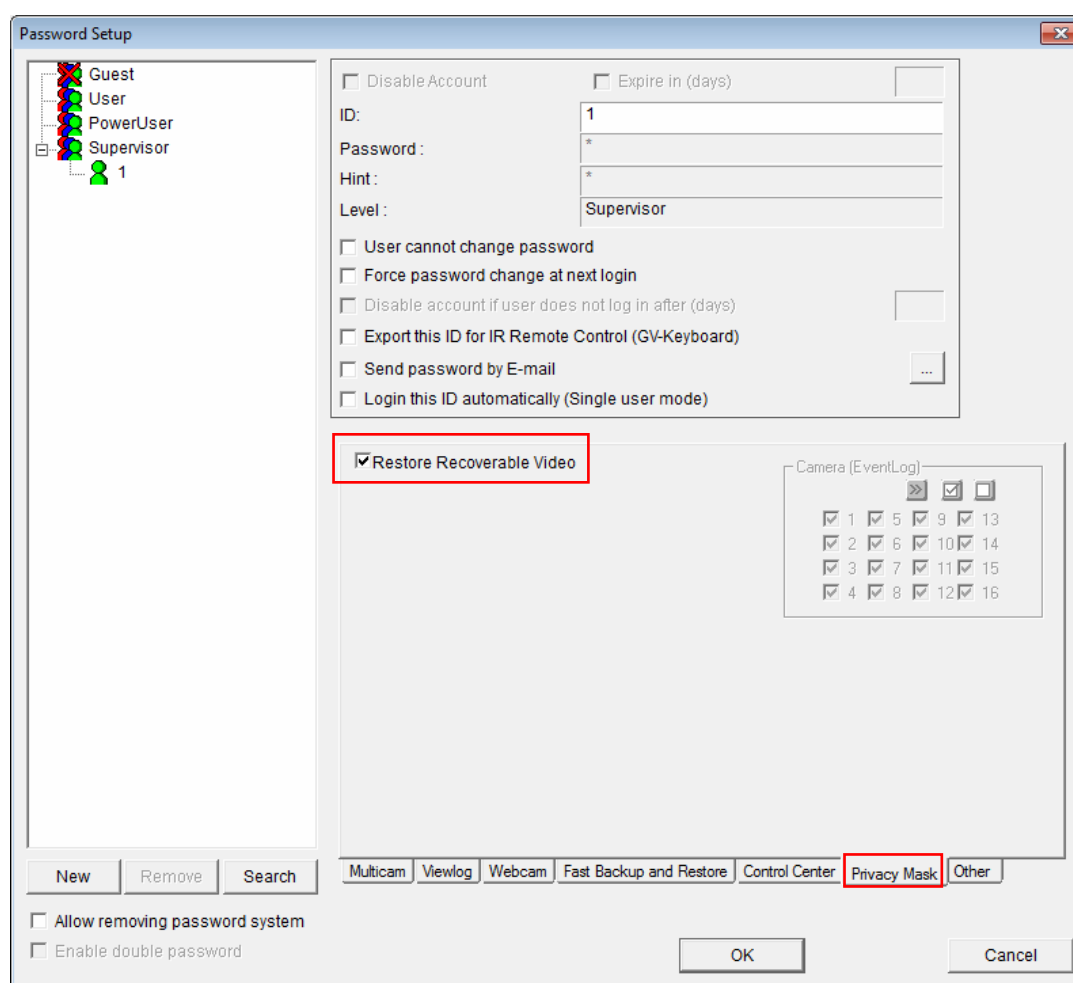 Password Setup
Guest
User
PowerUser
Supervisor
1
Disable Account Expire in (days)
ID: 1
Password : *
Hint : *
Level : Supervisor
User cannot change password
Force password change at next login
Disable account if user does not log in after (days)
Export this ID for IR Remote Control (GV-Keyboard)
Send password by E-mail ...
Login this ID automatically (Single user mode)
Restore Recoverable Video
Camera (EventLog)
>>
1 5 9 13
2 6 10 14
3 7 11 15
4 8 12 16
Multicam Viewlog Webcam Fast Backup and Restore Control Center Privacy Mask Other
New Remove Search
Allow removing password system
Enable double password
OK Cancel